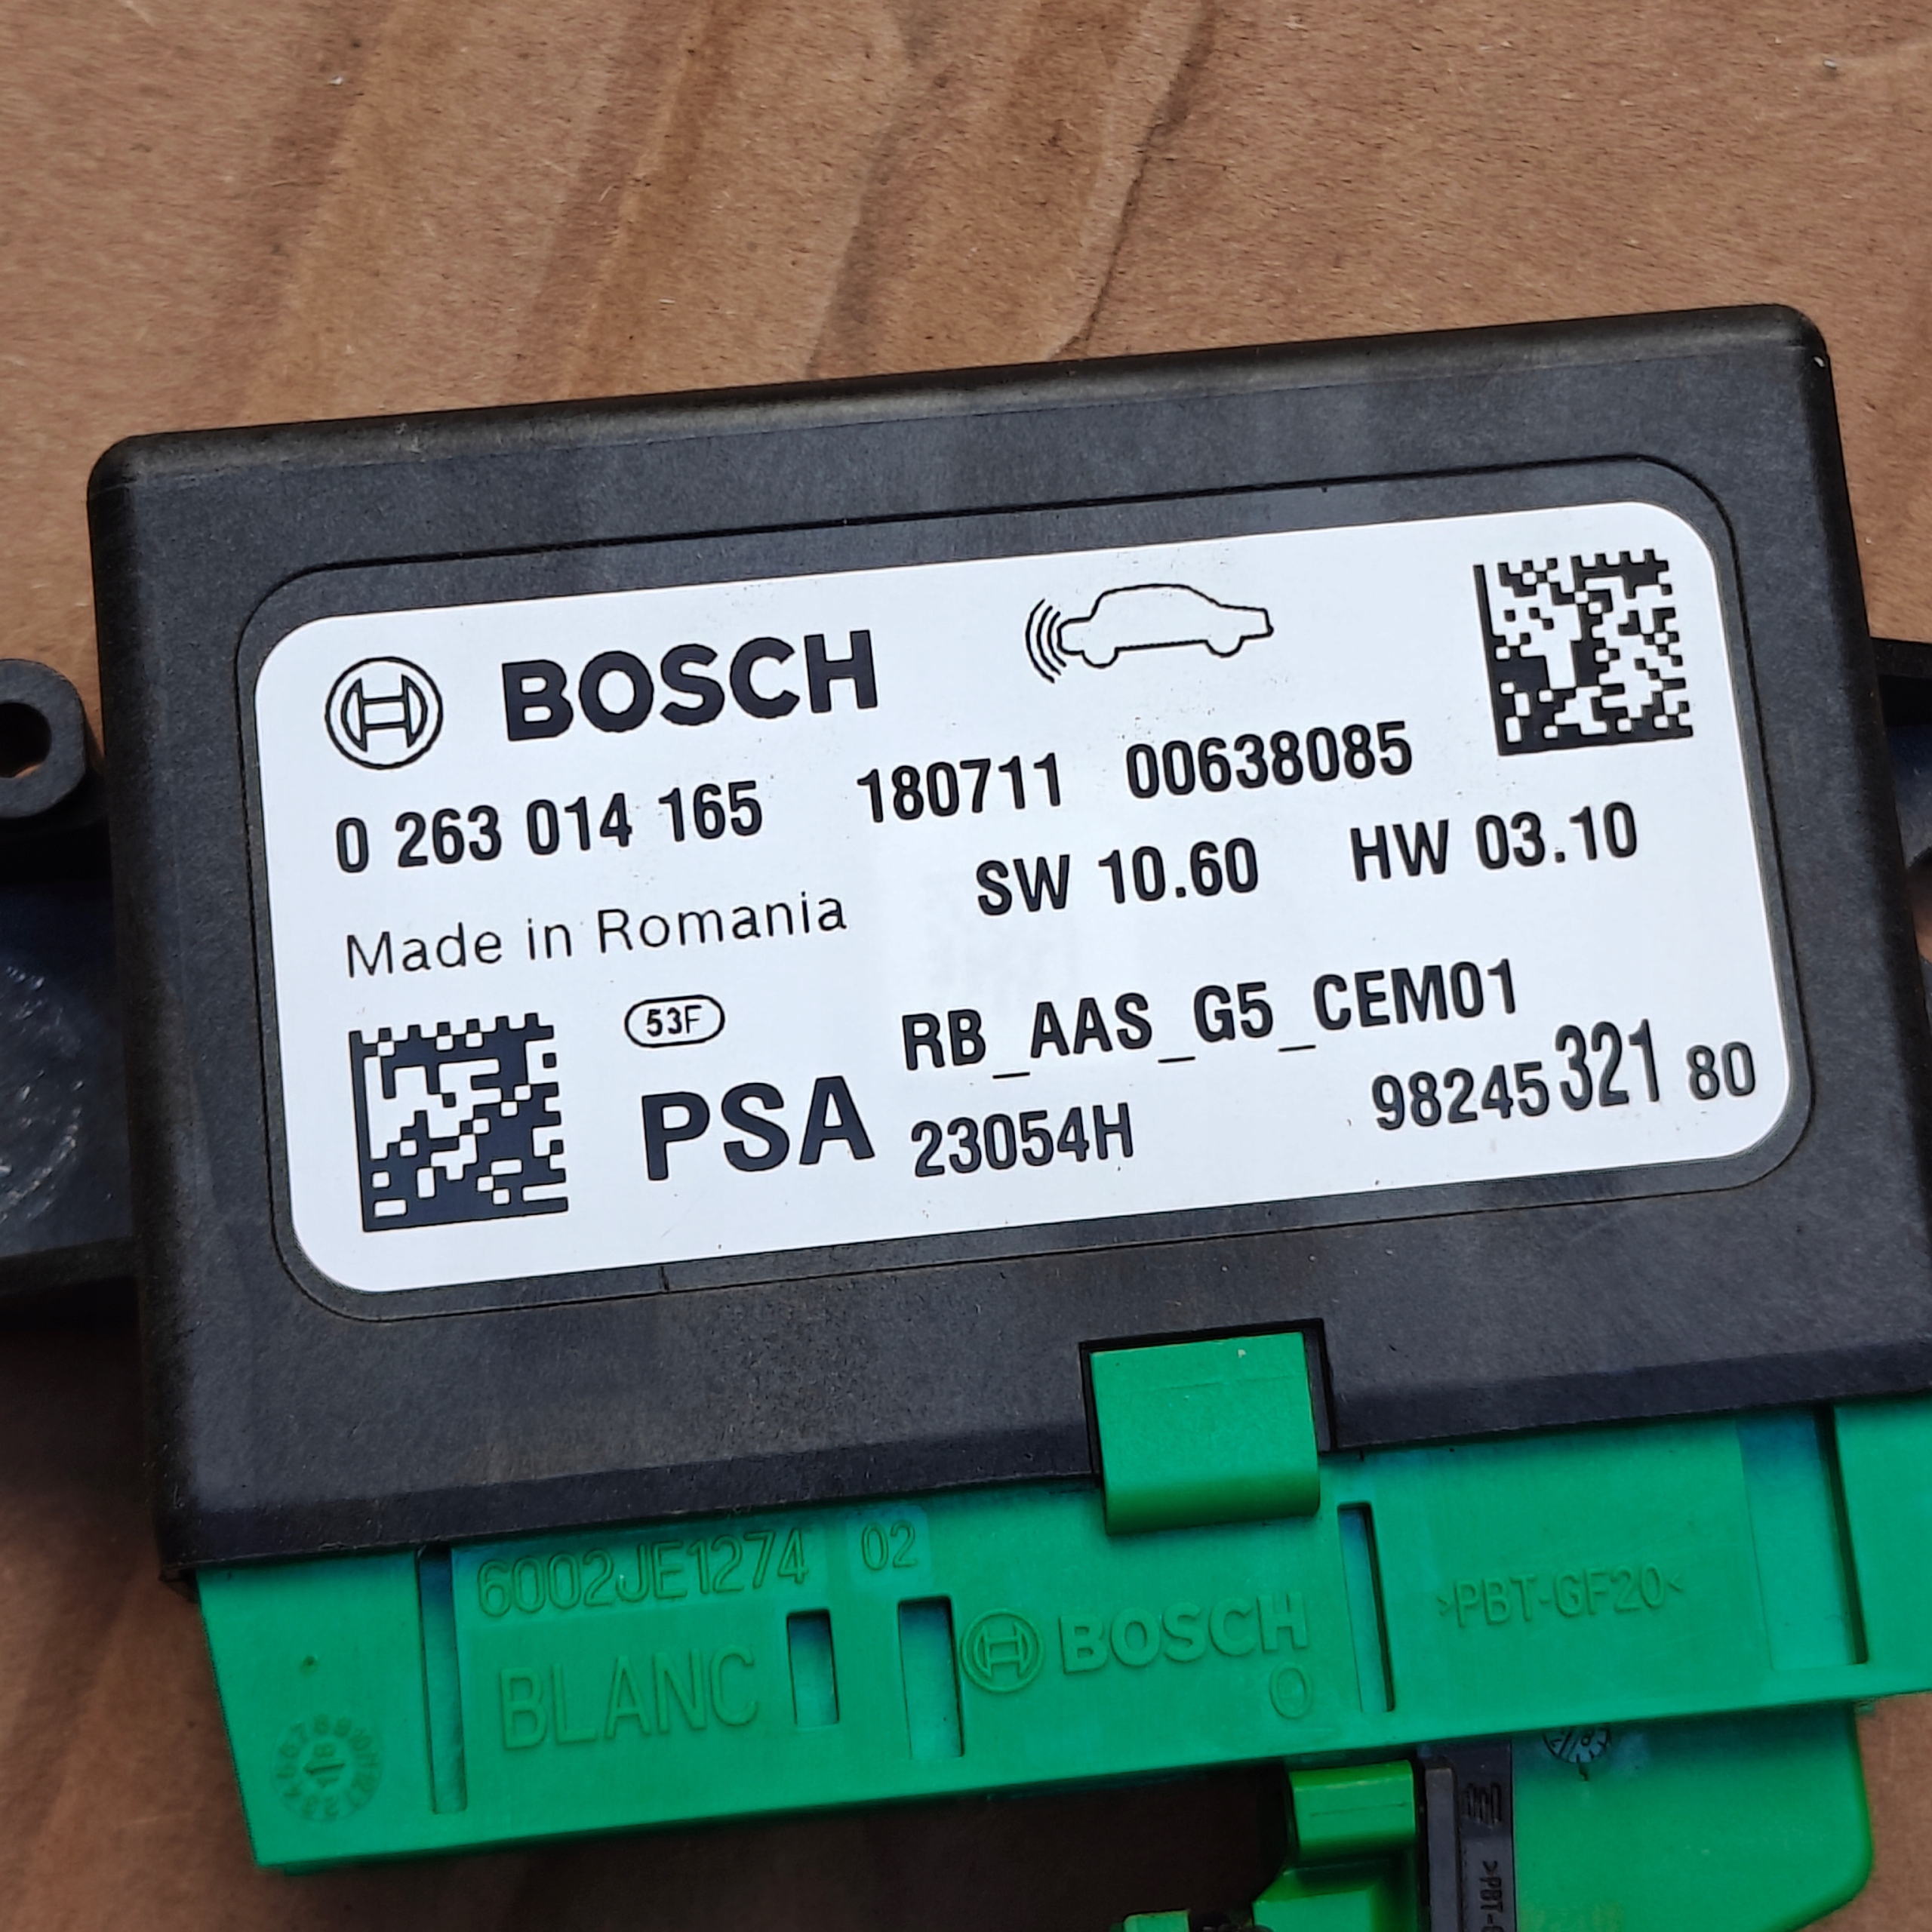 BOSCH
0 263 014 165 180711 00638085
Made in Romania SW 10.60 HW 03.10
53F RB_AAS_G5_CEM01
PSA 23054H 98245 321 80
6002JE1274 02
BLANC BOSCH >PBT-GF20<
O